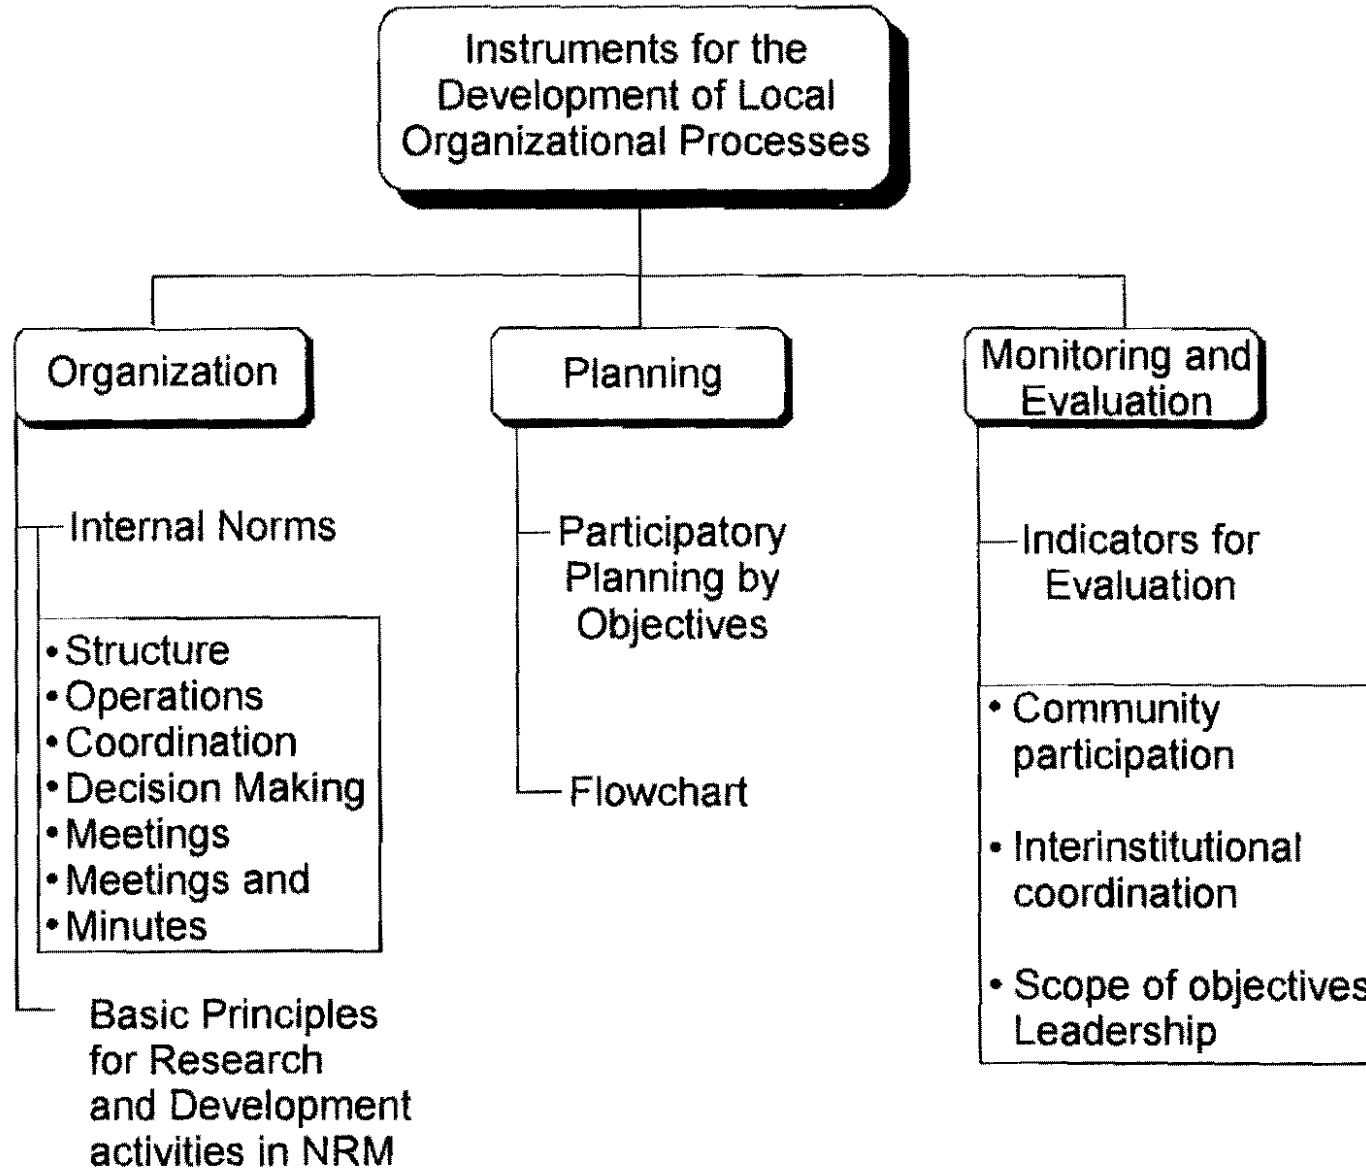 Instruments for the
Development of Local
Organizational Processes
Organization
Internal Norms
• Structure
• Operations
• Coordination
• Decision Making
• Meetings
• Meetings and
• Minutes
Basic Principles
for Research
and Development
activities in NRM
Planning
Participatory
Planning by
Objectives
Flowchart
Monitoring and
Evaluation
Indicators for
Evaluation
• Community
participation
• Interinstitutional
coordination
• Scope of objectives
Leadership